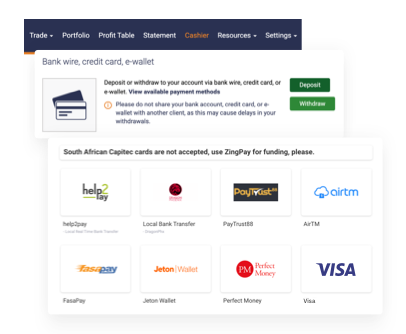 Trade Portfolio Profit Table Statement Cashier Resources Settings
Bank wire, credit card, e-wallet
Deposit or withdraw to your account via bank wire, credit card, or
e-wallet. View available payment methods
Deposit
Please do not share your bank account, credit card, or e-
wallet with another client, as this may cause delays in your
withdrawals.
Withdraw
South African Capitec cards are not accepted, use ZingPay for funding, please.
help2
pay
PayTrust88
airtm
help2pay
Local Bank Transfer
PayTrust88
AirTM
- Local Real Time Bank Transfer
- DragonPhx
fasapay
Jeton Wallet
PM Perfect
Money
VISA
FasaPay
Jeton Wallet
Perfect Money
Visa